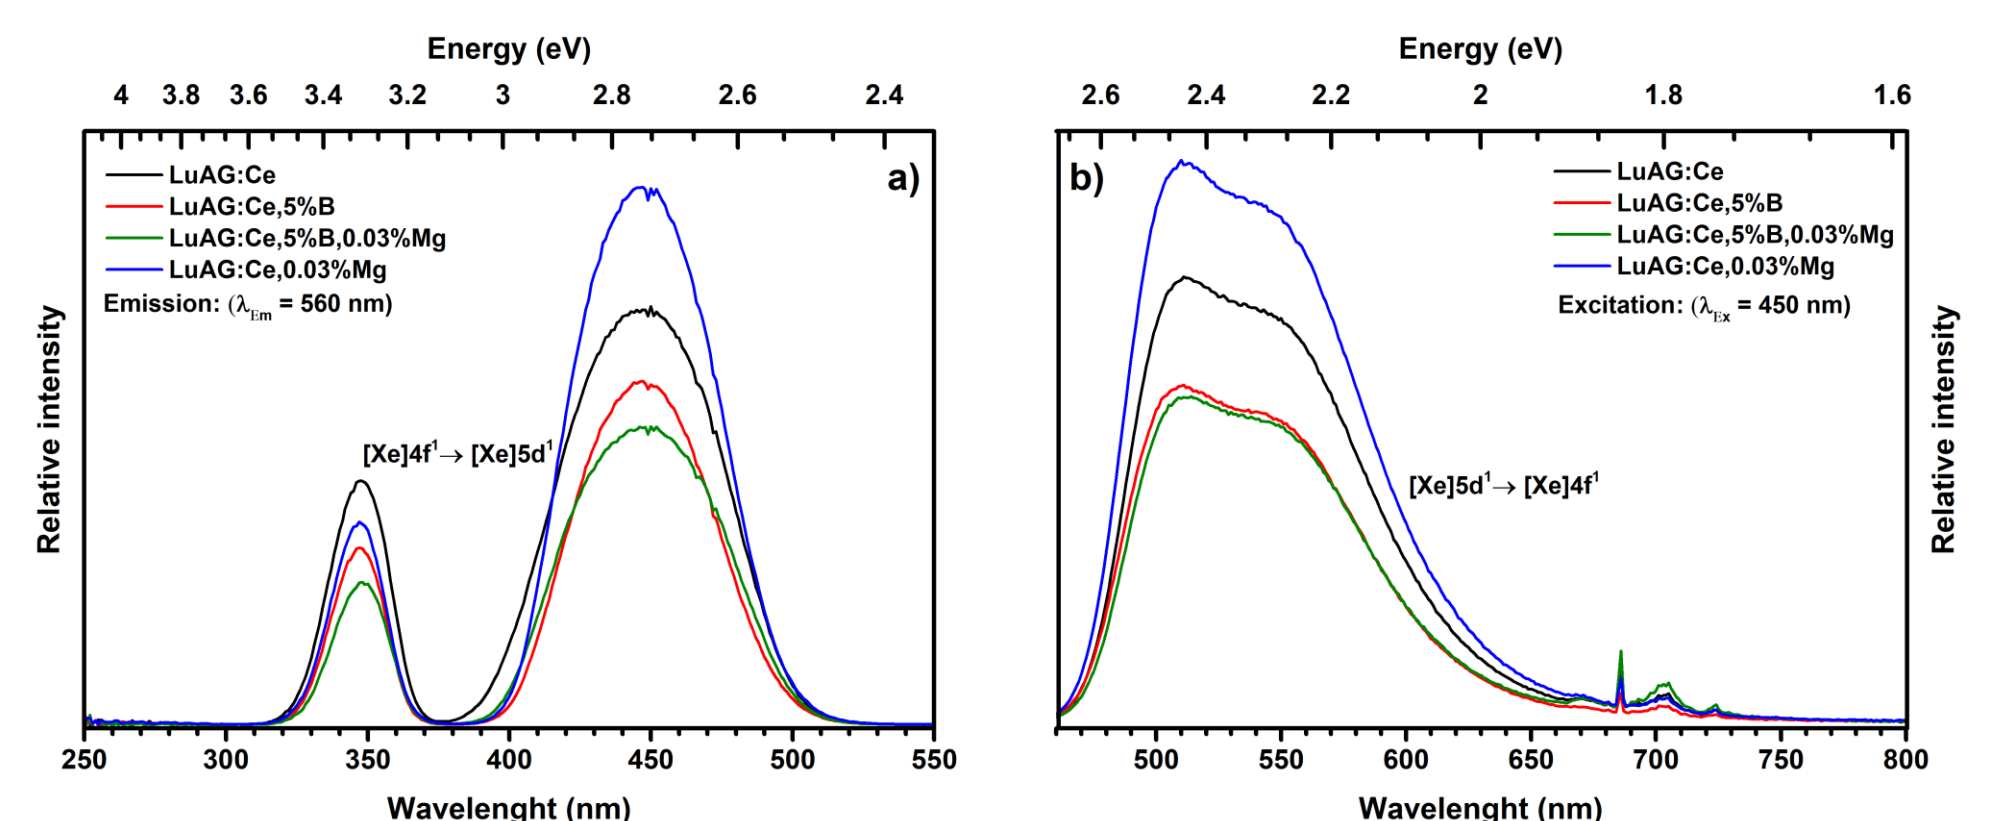 Energy (eV)
4 3.8 3.6 3.4 3.2 3 2.8 2.6 2.4
LuAG:Ce
a)
LuAG:Ce,5%B
LuAG:Ce,5%B,0.03%Mg
LuAG:Ce,0.03%Mg
Emission: (λEm = 560 nm)
Relative intensity
[Xe]4f¹→ [Xe]5d¹
250 300 350 400 450 500 550
Wavelenght (nm)
Energy (eV)
2.6 2.4 2.2 2 1.8 1.6
b)
LuAG:Ce
LuAG:Ce,5%B
LuAG:Ce,5%B,0.03%Mg
LuAG:Ce,0.03%Mg
Excitation: (λEx = 450 nm)
[Xe]5d¹→ [Xe]4f¹
Relative intensity
500 550 600 650 700 750 800
Wavelenght (nm)